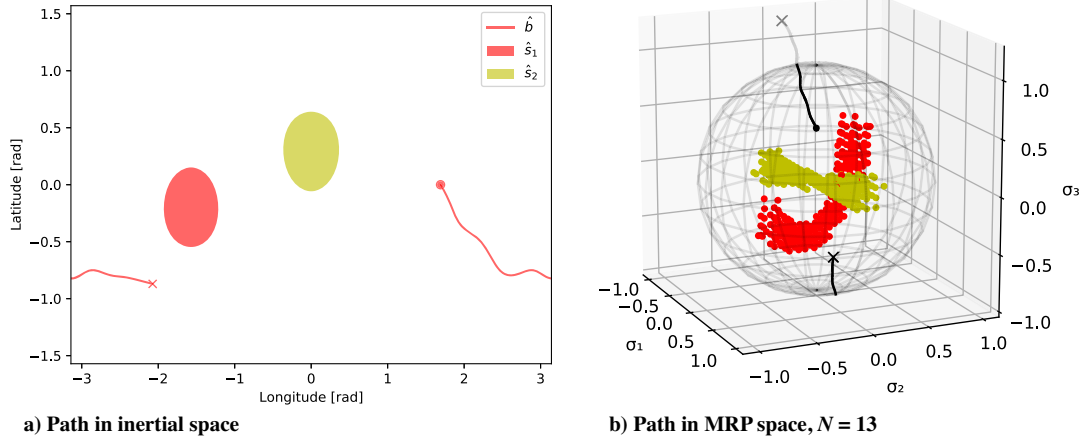 1.5
1.0
0.5
0.0
−0.5
−1.0
−1.5
Latitude [rad]
−3
−2
−1
0
1
2
3
Longitude [rad]
b̂
ŝ₁
ŝ₂
a) Path in inertial space
1.0
0.5
0.0
−0.5
−1.0
σ₃
−1.0
−0.5
0.0
0.5
1.0
σ₁
−1.0
−0.5
0.0
0.5
1.0
σ₂
b) Path in MRP space, N = 13